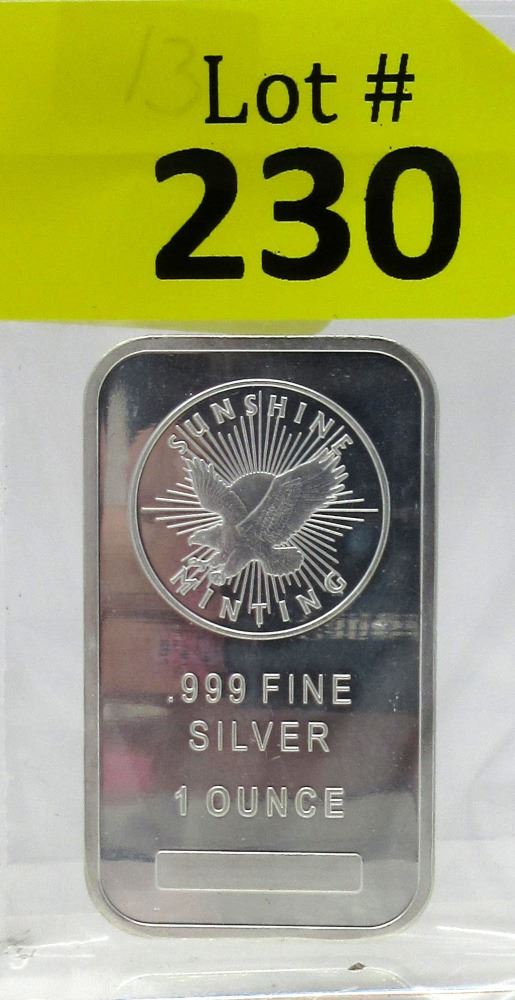 13
Lot #
230
SUNSHINE
MINTING
.999 FINE
SILVER
1 OUNCE